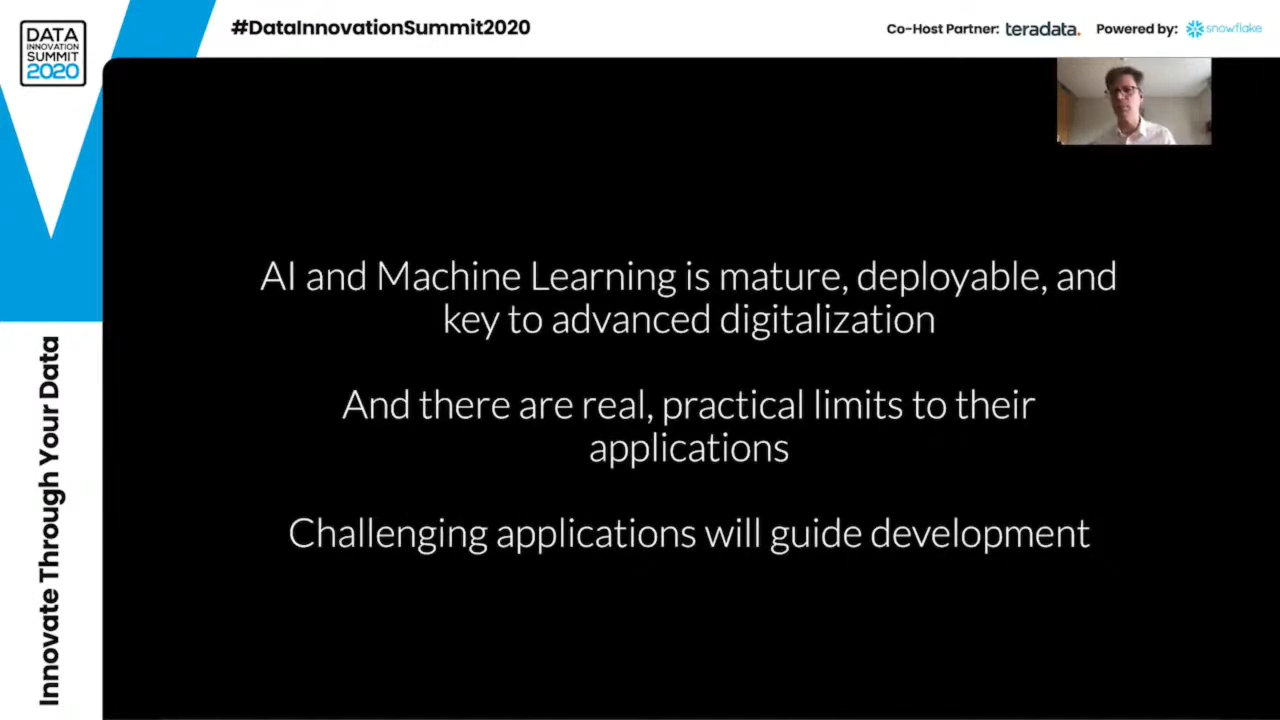 DATA
INNOVATION
SUMMIT
2020
#DataInnovationSummit2020
Co-Host Partner: teradata.
Powered by: snowflake
AI and Machine Learning is mature, deployable, and
key to advanced digitalization
And there are real, practical limits to their
applications
Challenging applications will guide development
Innovate Through Your Data